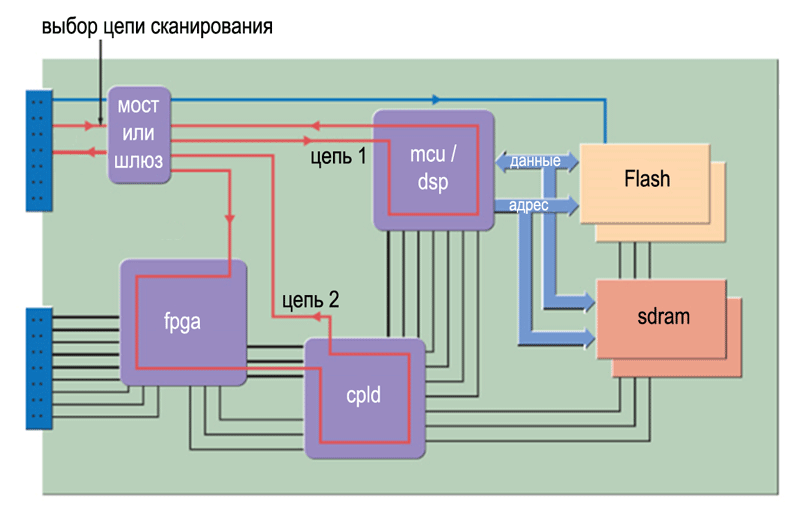 выбор цепи сканирования
мост
или
шлюз
цепь 1
mcu /
dsp
данные
адрес
Flash
fpga
цепь 2
cpld
sdram